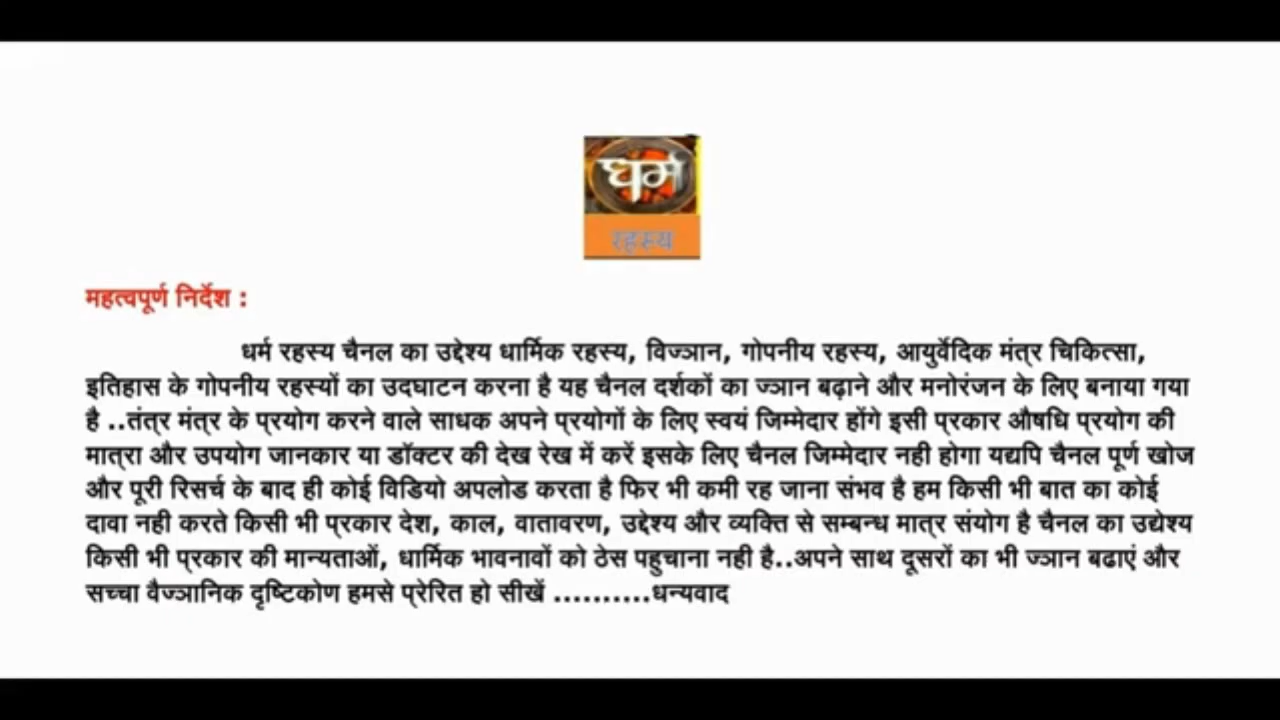 धर्म
रहस्य
महत्वपूर्ण निर्देश :
धर्म रहस्य चैनल का उद्देश्य धार्मिक रहस्य, विज्ञान, गोपनीय रहस्य, आयुर्वेदिक मंत्र चिकित्सा,
इतिहास के गोपनीय रहस्यों का उदघाटन करना है यह चैनल दर्शकों का ज्ञान बढ़ाने और मनोरंजन के लिए बनाया गया
है ..तंत्र मंत्र के प्रयोग करने वाले साधक अपने प्रयोगों के लिए स्वयं जिम्मेदार होंगे इसी प्रकार औषधि प्रयोग की
मात्रा और उपयोग जानकार या डॉक्टर की देख रेख में करें इसके लिए चैनल जिम्मेदार नही होगा यद्यपि चैनल पूर्ण खोज
और पूरी रिसर्च के बाद ही कोई विडियो अपलोड करता है फिर भी कमी रह जाना संभव है हम किसी भी बात का कोई
दावा नही करते किसी भी प्रकार देश, काल, वातावरण, उद्देश्य और व्यक्ति से सम्बन्ध मात्र संयोग है चैनल का उद्येश्य
किसी भी प्रकार की मान्यताओं, धार्मिक भावनावों को ठेस पहुचाना नही है..अपने साथ दूसरों का भी ज्ञान बढाएं और
सच्चा वैज्ञानिक दृष्टिकोण हमसे प्रेरित हो सीखें ..........धन्यवाद